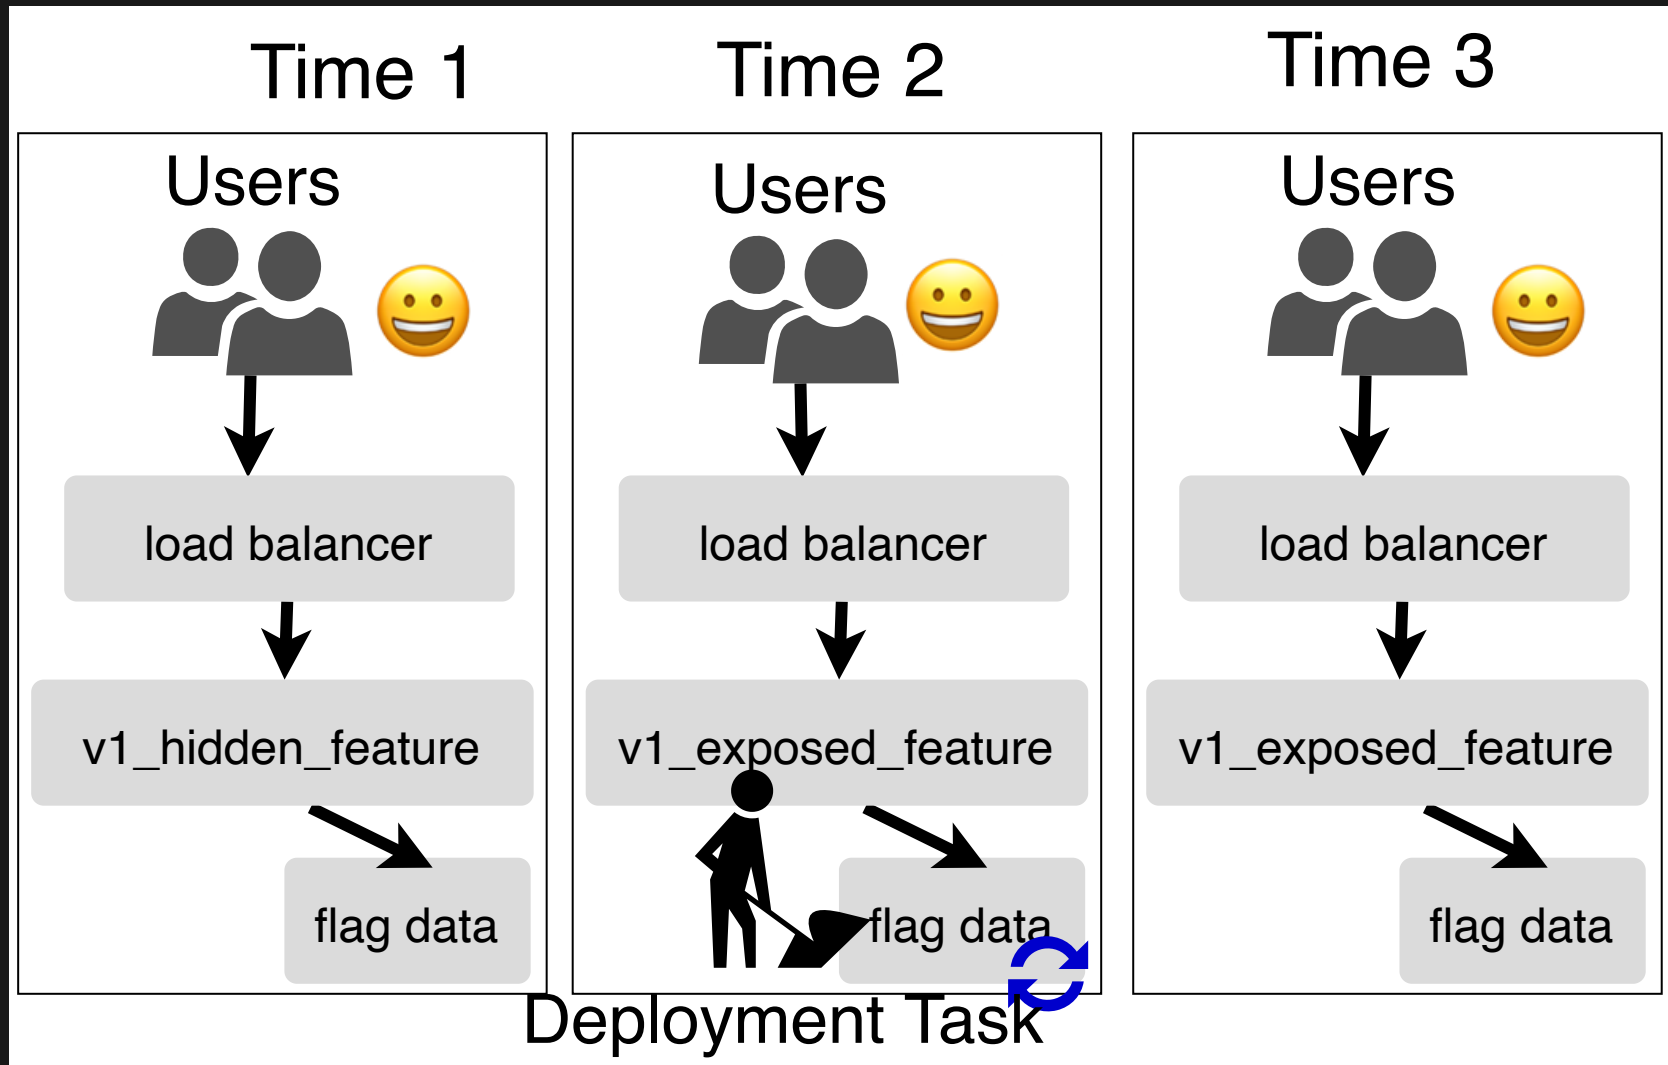 Time 1
Users
load balancer
v1_hidden_feature
flag data
Time 2
Users
load balancer
v1_exposed_feature
flag data
Deployment Task
Time 3
Users
load balancer
v1_exposed_feature
flag data